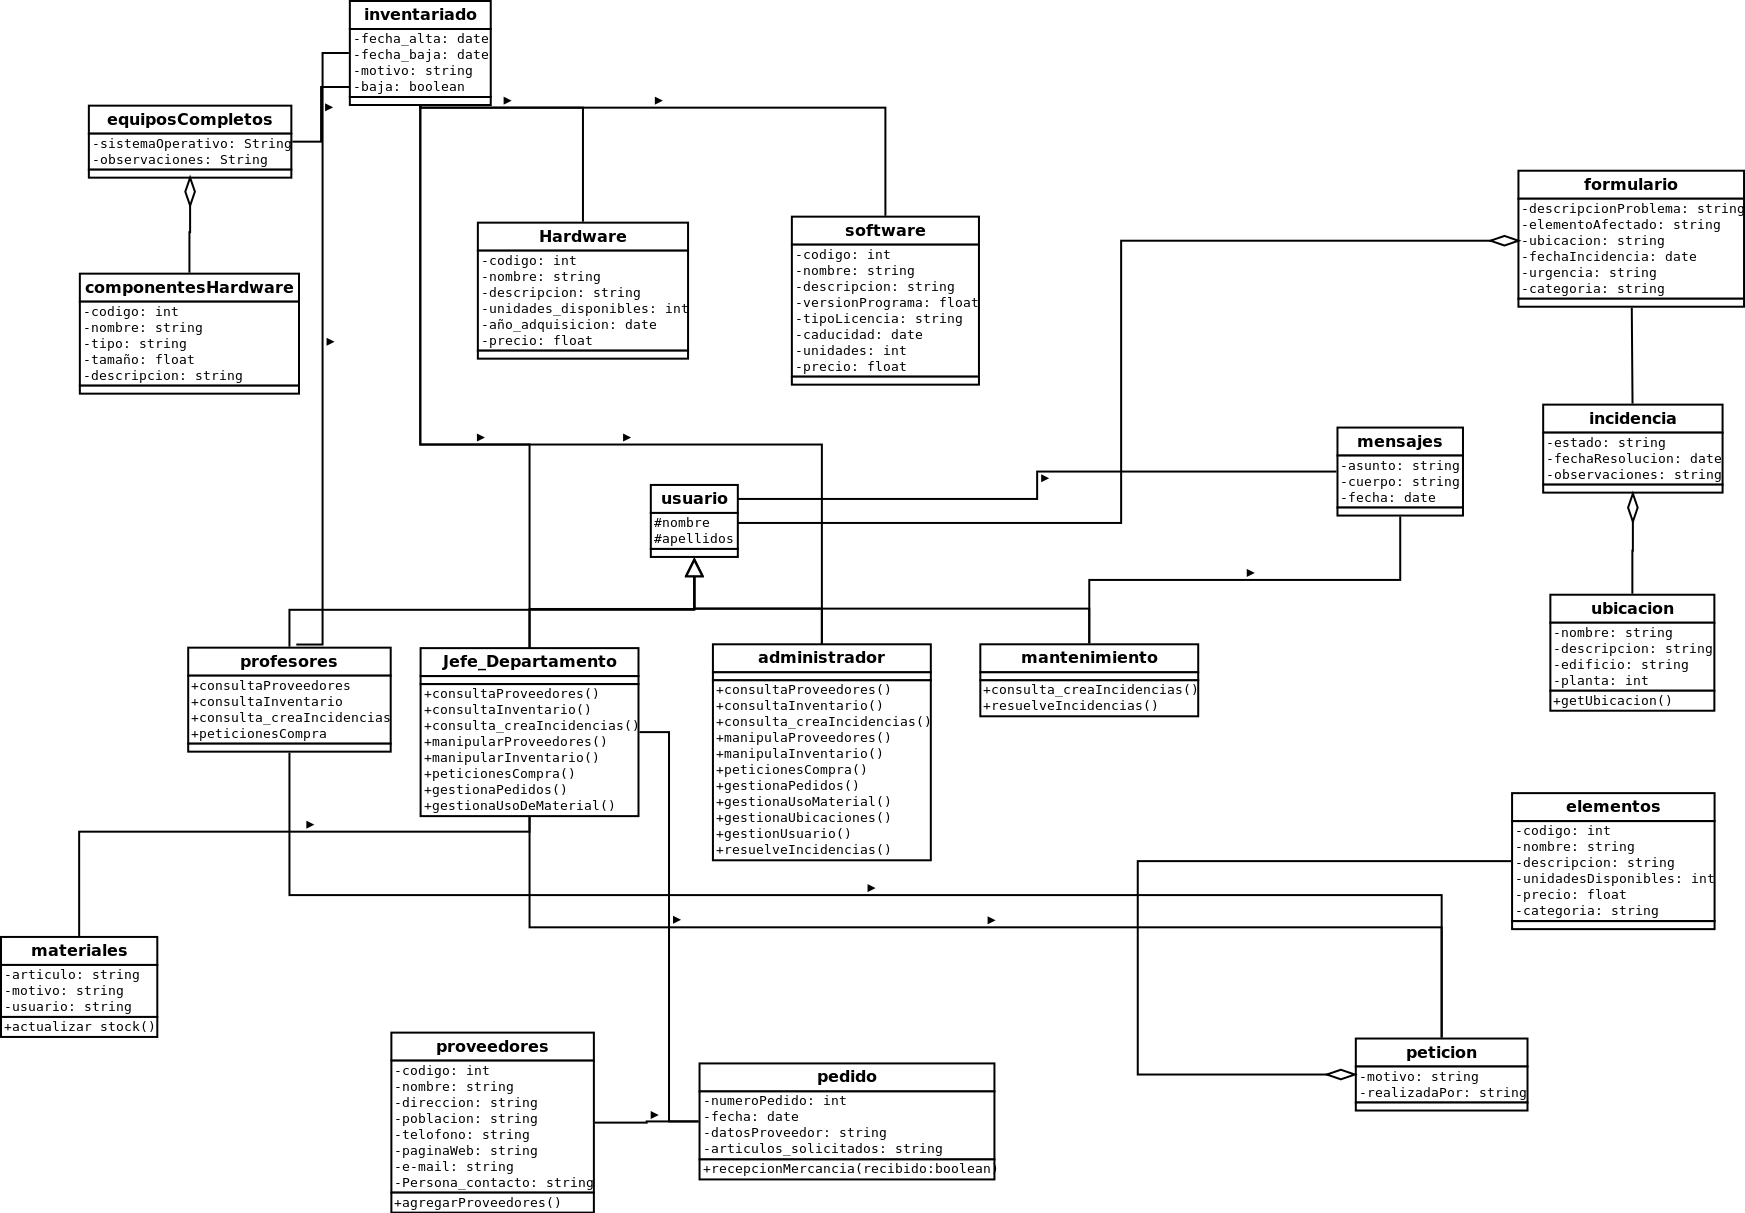 inventariado
-fecha_alta: date
-fecha_baja: date
-motivo: string
-baja: boolean
equiposCompletos
-sistemaOperativo: String
-observaciones: String
componentesHardware
-codigo: int
-nombre: string
-tipo: string
-tamaño: float
-descripcion: string
Hardware
-codigo: int
-nombre: string
-descripcion: string
-unidades_disponibles: int
-año_adquisicion: date
-precio: float
software
-codigo: int
-nombre: string
-descripcion: string
-versionPrograma: float
-tipoLicencia: string
-caducidad: date
-unidades: int
-precio: float
formulario
-descripcionProblema: string
-elementoAfectado: string
-ubicacion: string
-fechaIncidencia: date
-urgencia: string
-categoria: string
incidencia
-estado: string
-fechaResolucion: date
-observaciones: string
mensajes
-asunto: string
-cuerpo: string
-fecha: date
usuario
#nombre
#apellidos
ubicacion
-nombre: string
-descripcion: string
-edificio: string
-planta: int
+getUbicacion()
profesores
+consultaProveedores
+consultaInventario
+consulta_creaIncidencias
+peticionesCompra
Jefe_Departamento
+consultaProveedores()
+consultaInventario()
+consulta_creaIncidencias()
+manipularProveedores()
+manipularInventario()
+peticionesCompra()
+gestionaPedidos()
+gestionaUsoDeMaterial()
administrador
+consultaProveedores()
+consultaInventario()
+consulta_creaIncidencias()
+manipulaProveedores()
+manipulaInventario()
+peticionesCompra()
+gestionaPedidos()
+gestionaUsoMaterial()
+gestionaUbicaciones()
+gestionUsuario()
+resuelveIncidencias()
mantenimiento
+consulta_creaIncidencias()
+resuelveIncidencias()
elementos
-codigo: int
-nombre: string
-descripcion: string
-unidadesDisponibles: int
-precio: float
-categoria: string
materiales
-articulo: string
-motivo: string
-usuario: string
+actualizar stock()
proveedores
-codigo: int
-nombre: string
-direccion: string
-poblacion: string
-telofono: string
-paginaWeb: string
-e-mail: string
-Persona_contacto: string
+agregarProveedores()
pedido
-numeroPedido: int
-fecha: date
-datosProveedor: string
-articulos_solicitados: string
+recepcionMercancia(recibido:boolean)
peticion
-motivo: string
-realizadaPor: string